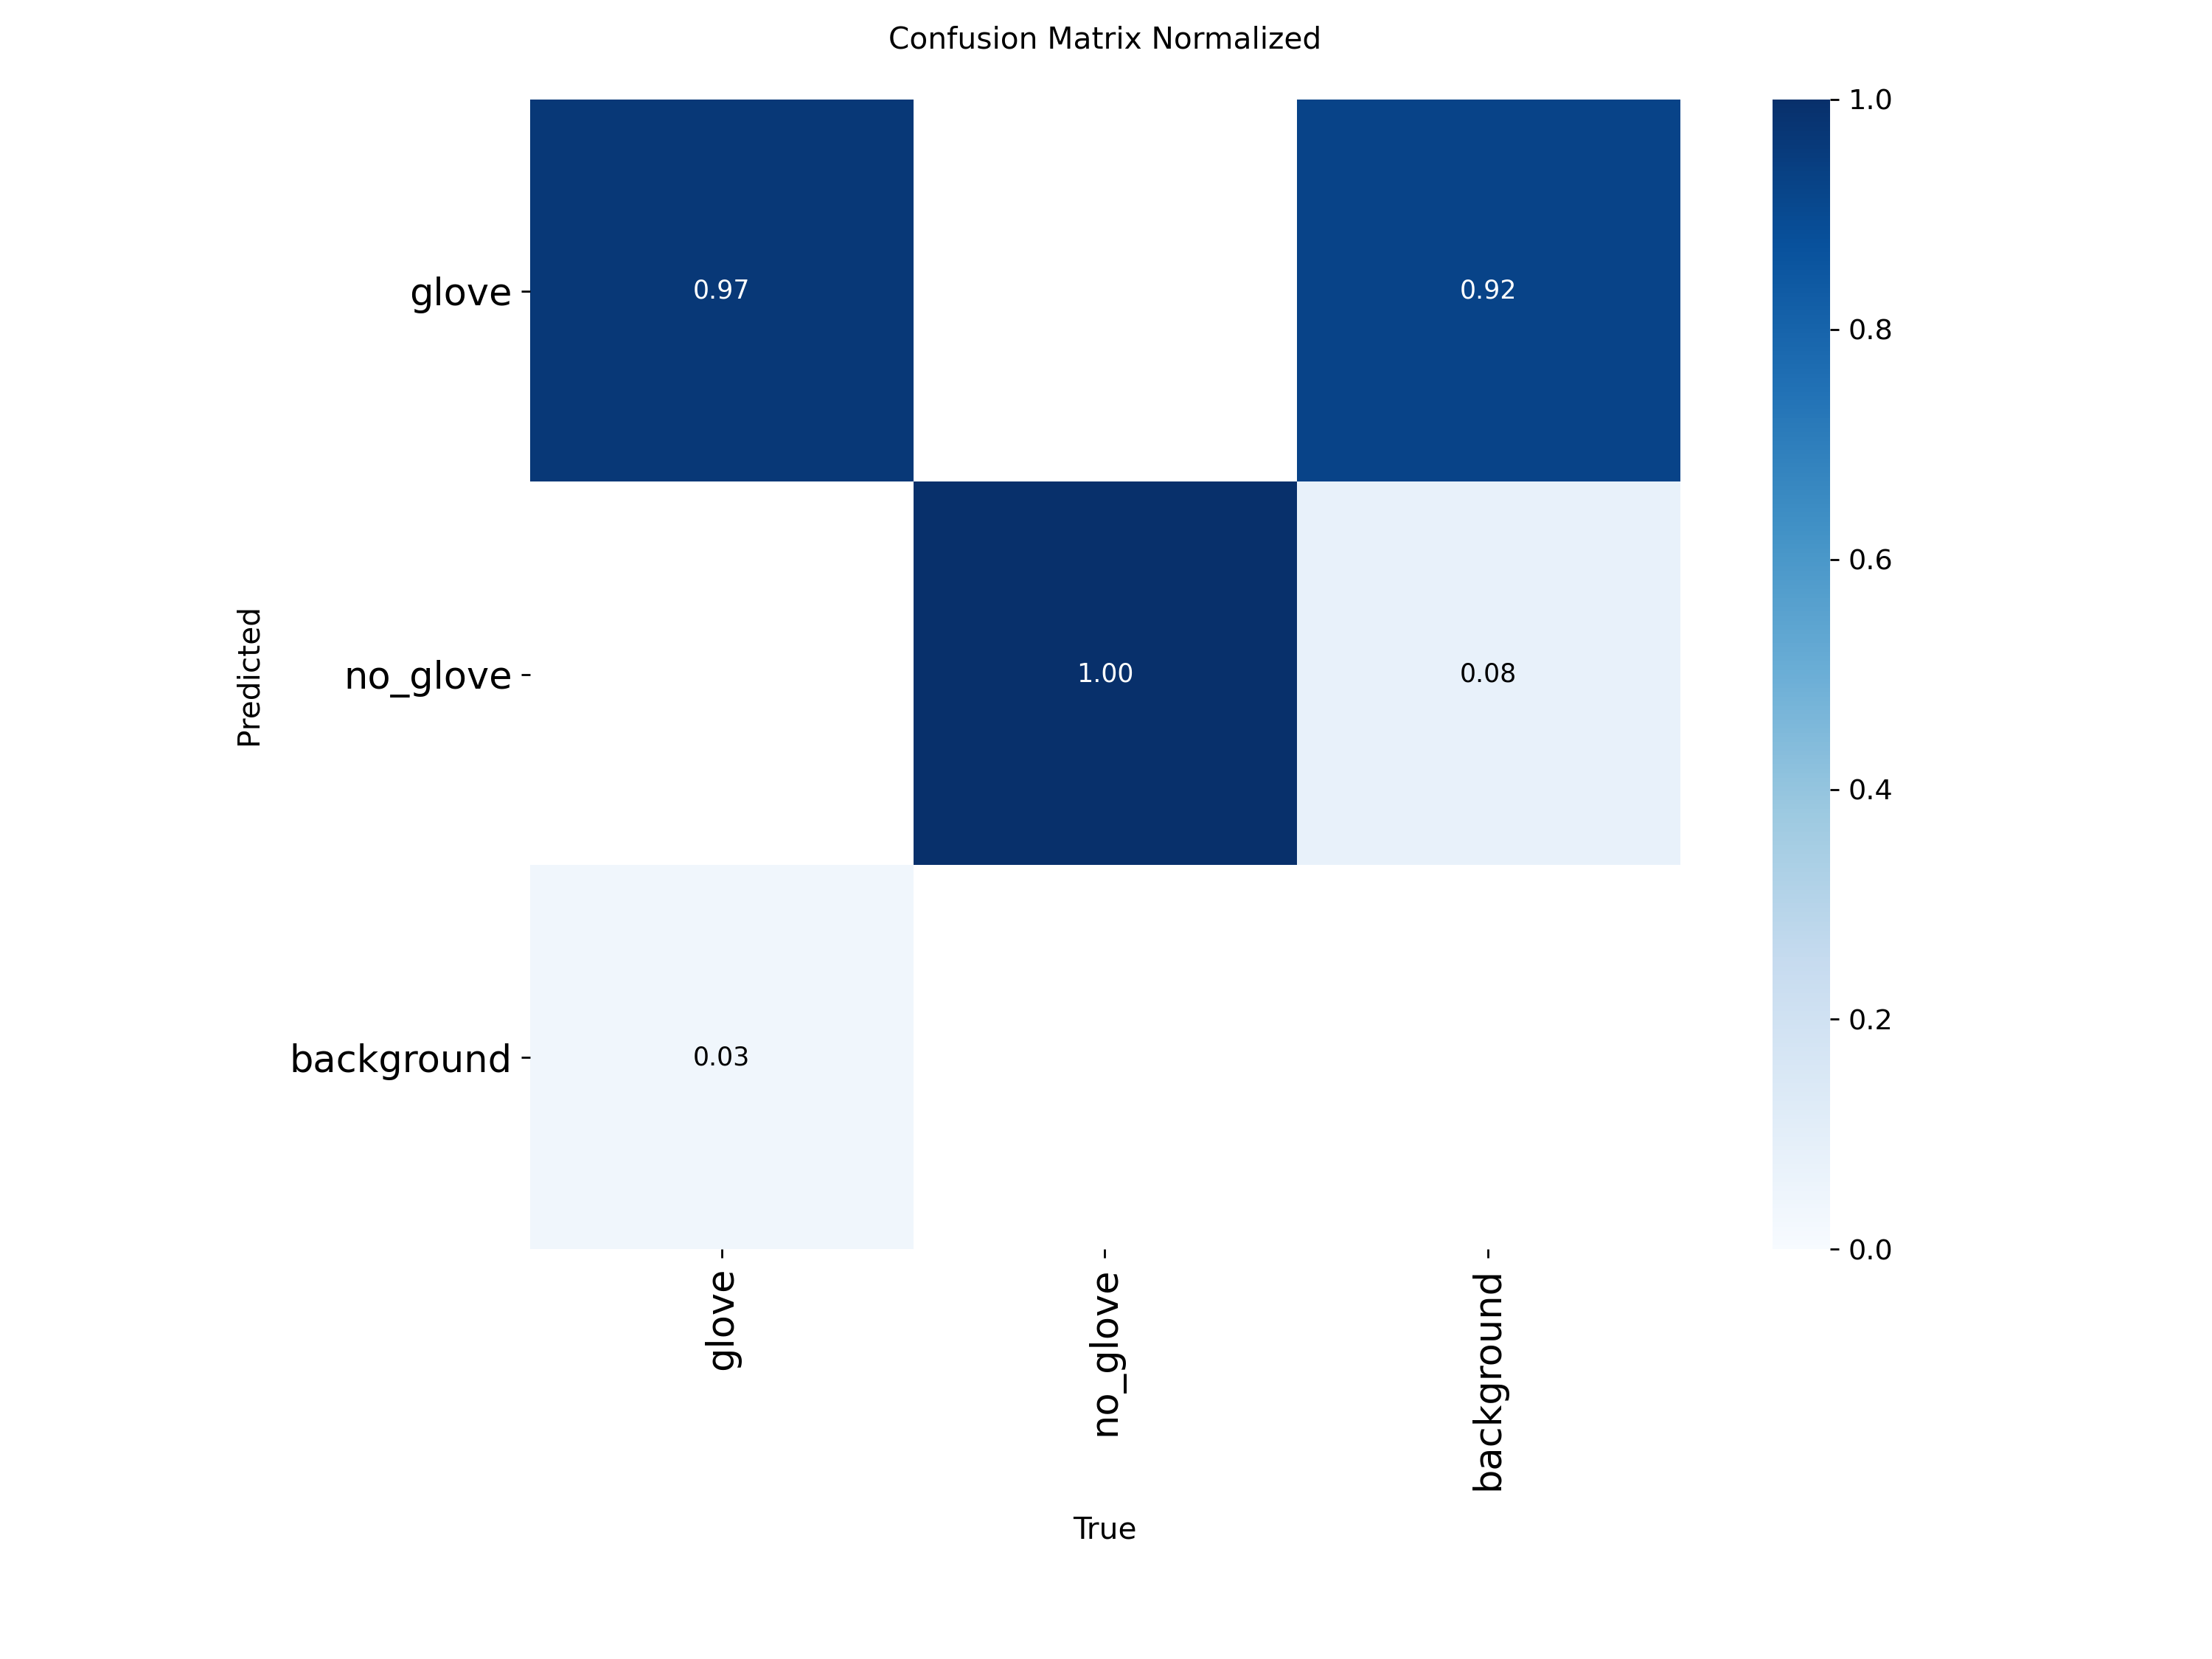 Confusion Matrix Normalized
glove
0.97
0.92
no_glove
1.00
0.08
background
0.03
Predicted
glove
no_glove
background
True
1.0
0.8
0.6
0.4
0.2
0.0